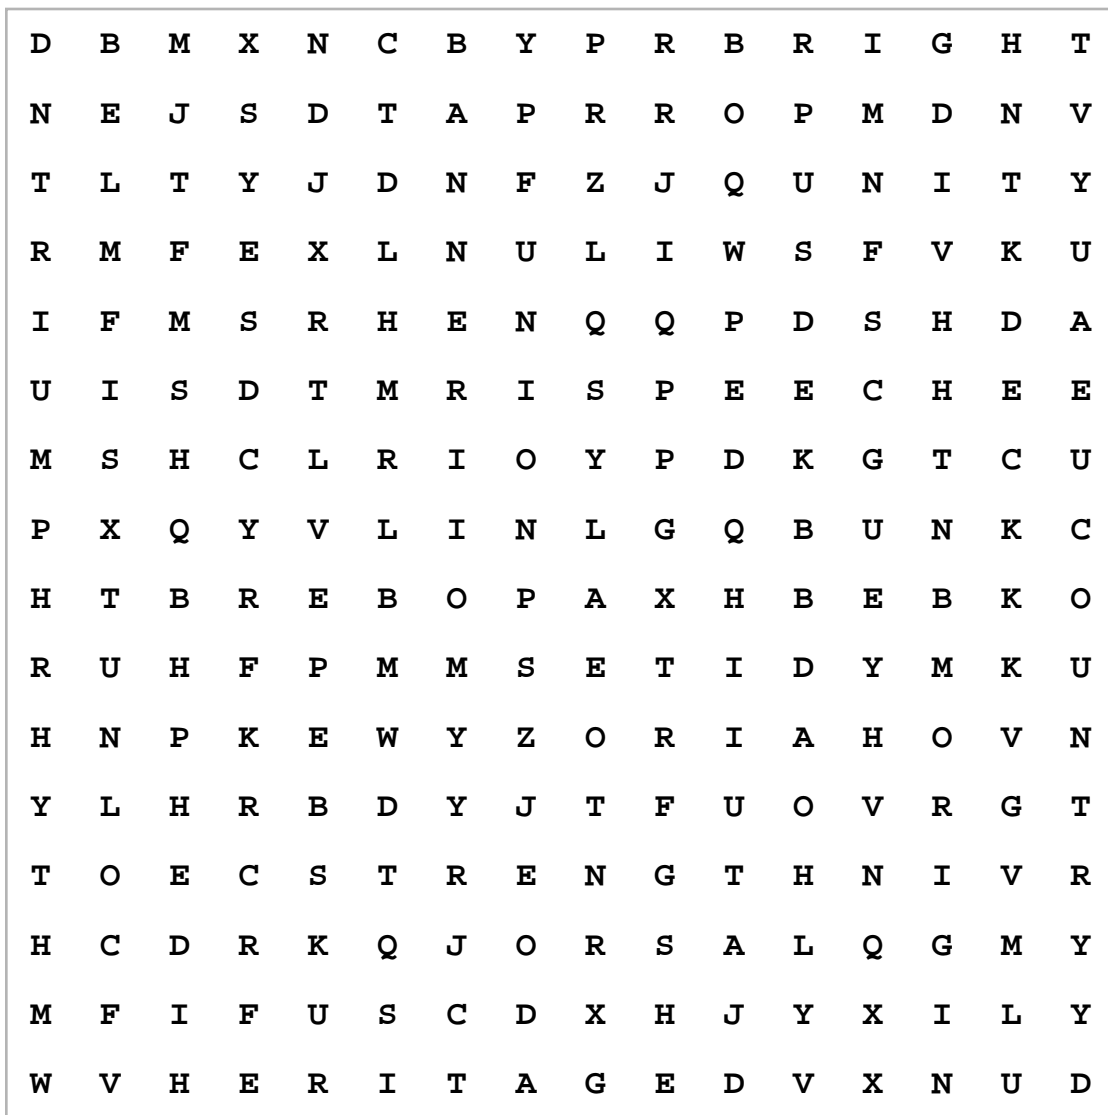 D B M X N C B Y P R B R I G H T
N E J S D T A P R R O P M D N V
T L T Y J D N F Z J Q U N I T Y
R M F E X L N U L I W S F V K U
I F M S R H E N Q Q P D S H D A
U I S D T M R I S P E E C H E E
M S H C L R I O Y P D K G T C U
P X Q Y V L I N L G Q B U N K C
H T B R E B O P A X H B E B K O
R U H F P M M S E T I D Y M K U
H N P K E W Y Z O R I A H O V N
Y L H R B D Y J T F U O V R G T
T O E C S T R E N G T H N I V R
H C D R K Q J O R S A L Q G M Y
M F I F U S C D X H J Y X I L Y
W V H E R I T A G E D V X N U D